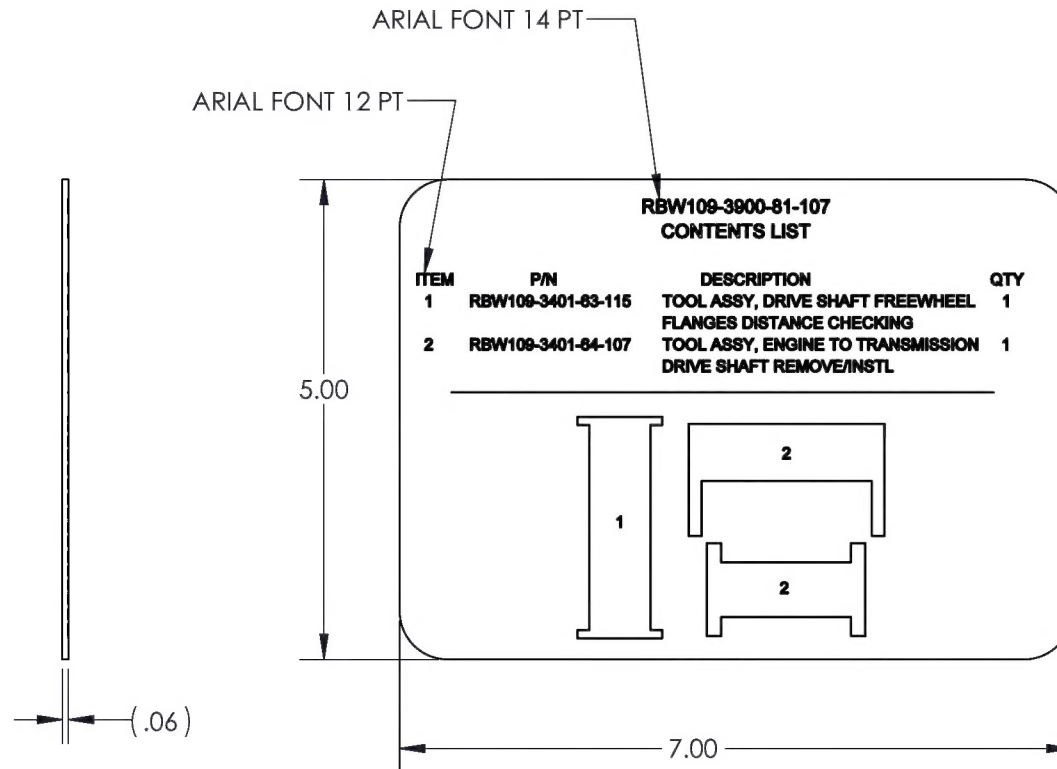 ARIAL FONT 14 PT
ARIAL FONT 12 PT
RBW109-3900-81-107
CONTENTS LIST
ITEM P/N DESCRIPTION QTY
1 RBW109-3401-63-115 TOOL ASSY, DRIVE SHAFT FREEWHEEL 1
FLANGES DISTANCE CHECKING
2 RBW109-3401-64-107 TOOL ASSY, ENGINE TO TRANSMISSION 1
DRIVE SHAFT REMOVE/INSTL
5.00
2
1
2
(.06)
7.00